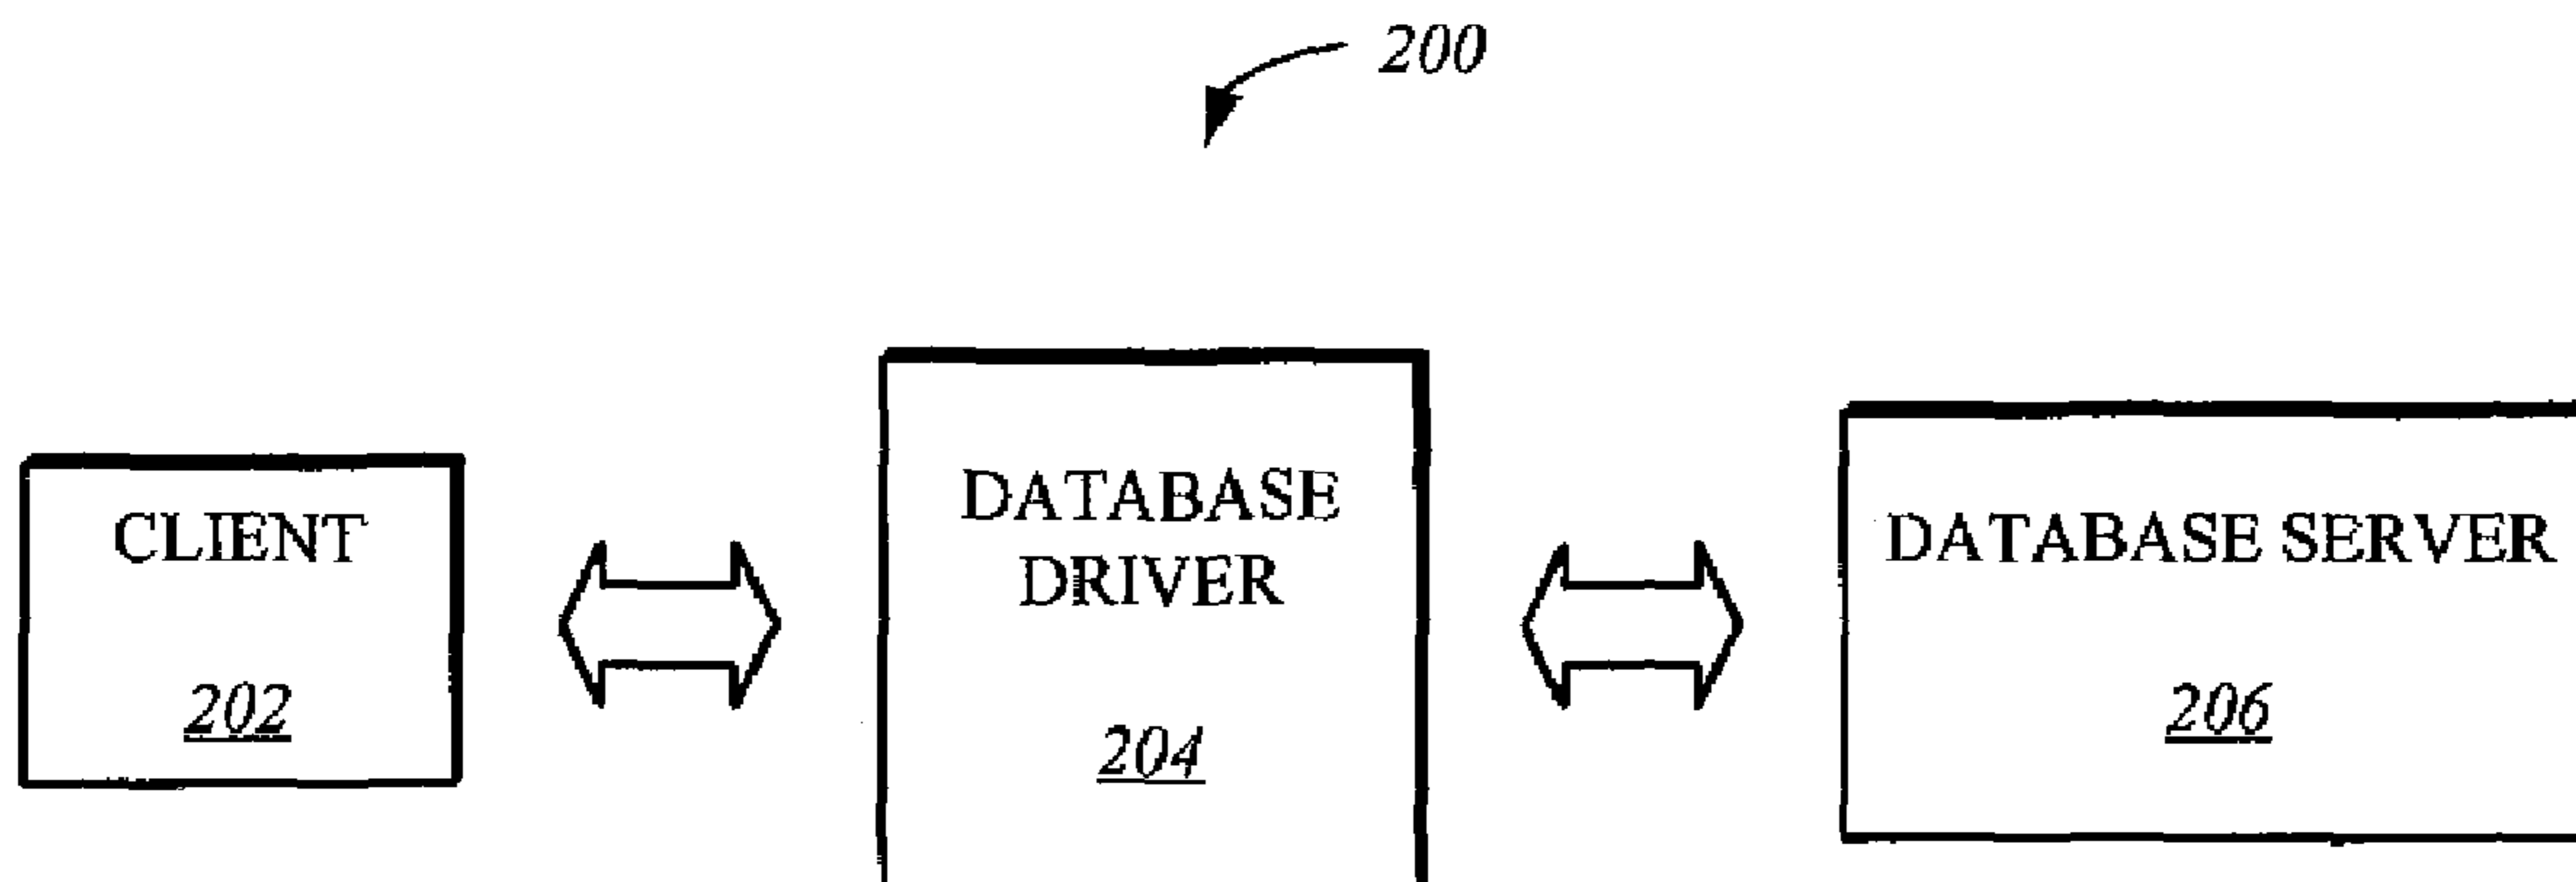 200
CLIENT
202
DATABASE
DRIVER
204
DATABASE SERVER
206